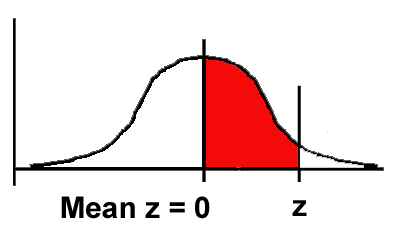 Mean z = 0 z